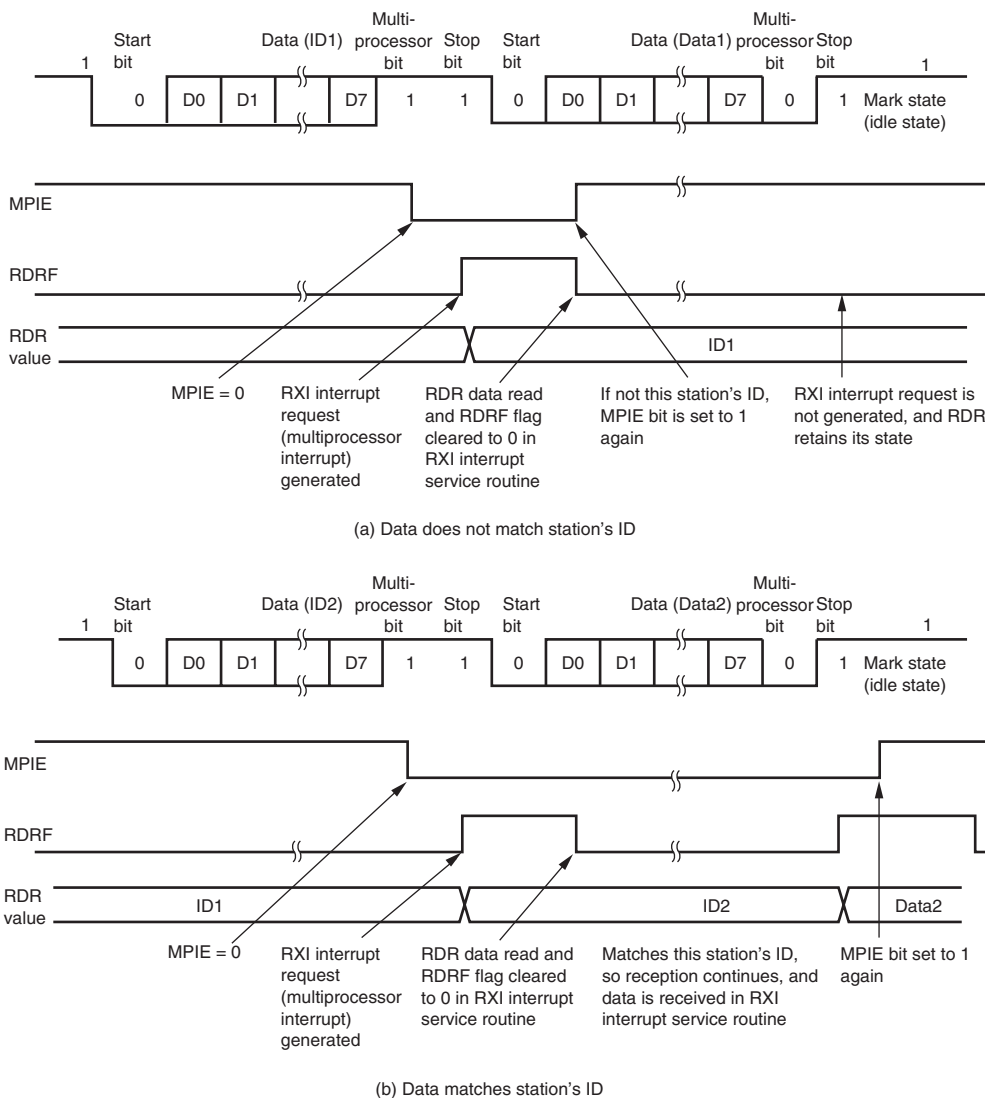 Multi-
processor
bit
Start
bit
Data (ID1)
Stop
bit
Start
bit
Data (Data1)
Multi-
processor
bit
Stop
bit
1
0
D0
D1
D7
1
1
0
D0
D1
D7
0
1
1
Mark state
(idle state)
MPIE
RDRF
RDR
value
ID1
MPIE = 0
RXI interrupt
request
(multiprocessor
interrupt)
generated
RDR data read
and RDRF flag
cleared to 0 in
RXI interrupt
service routine
If not this station's ID,
MPIE bit is set to 1
again
RXI interrupt request is
not generated, and RDR
retains its state
(a) Data does not match station's ID
Multi-
processor
bit
Start
bit
Data (ID2)
Stop
bit
Start
bit
Data (Data2)
Multi-
processor
bit
Stop
bit
1
0
D0
D1
D7
1
1
0
D0
D1
D7
0
1
1
Mark state
(idle state)
MPIE
RDRF
RDR
value
ID1
ID2
Data2
MPIE = 0
RXI interrupt
request
(multiprocessor
interrupt)
generated
RDR data read and
RDRF flag cleared
to 0 in RXI interrupt
service routine
Matches this station's ID,
so reception continues, and
data is received in RXI
interrupt service routine
MPIE bit set to 1
again
(b) Data matches station's ID